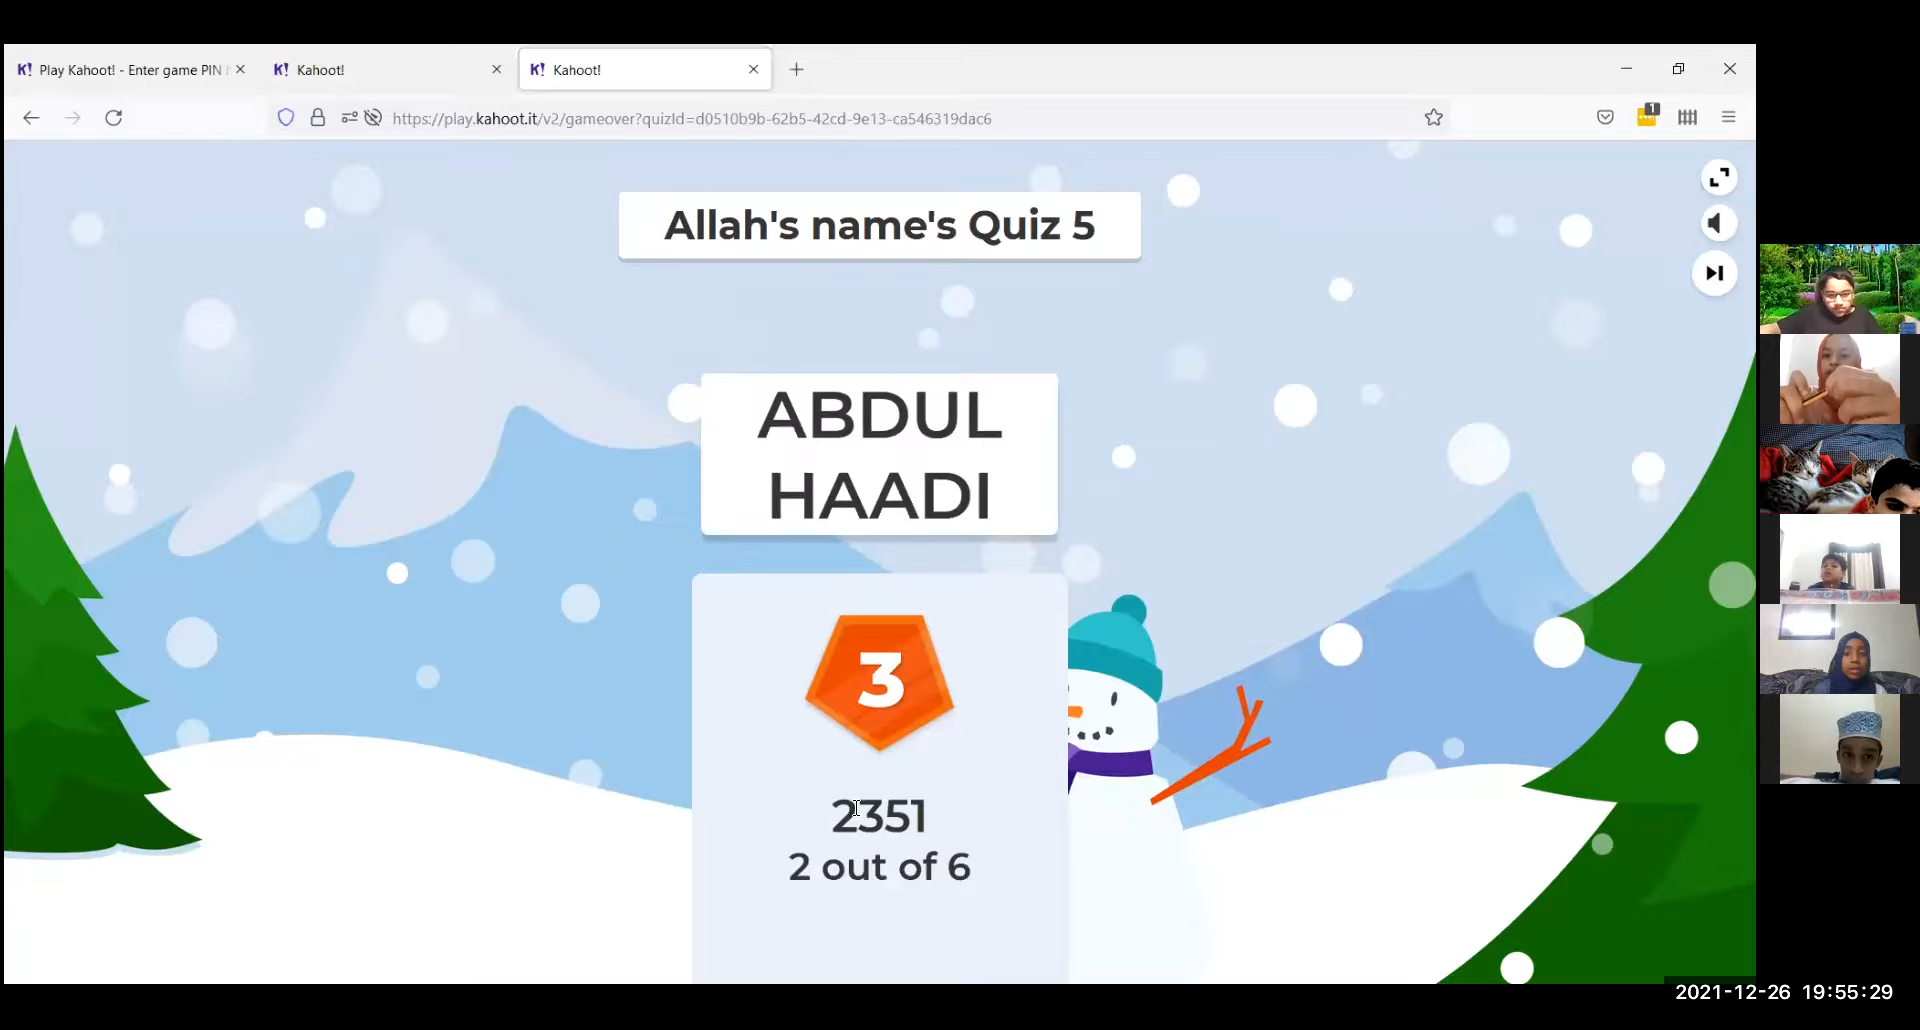 K! Play Kahoot! - Enter game PIN
K! Kahoot!
K! Kahoot!
https://play.kahoot.it/v2/gameover?quizId=d0510b9b-62b5-42cd-9e13-ca546319dac6
1
Allah's name's Quiz 5
ABDUL
HAADI
3
2351
2 out of 6
2021-12-26 19:55:29